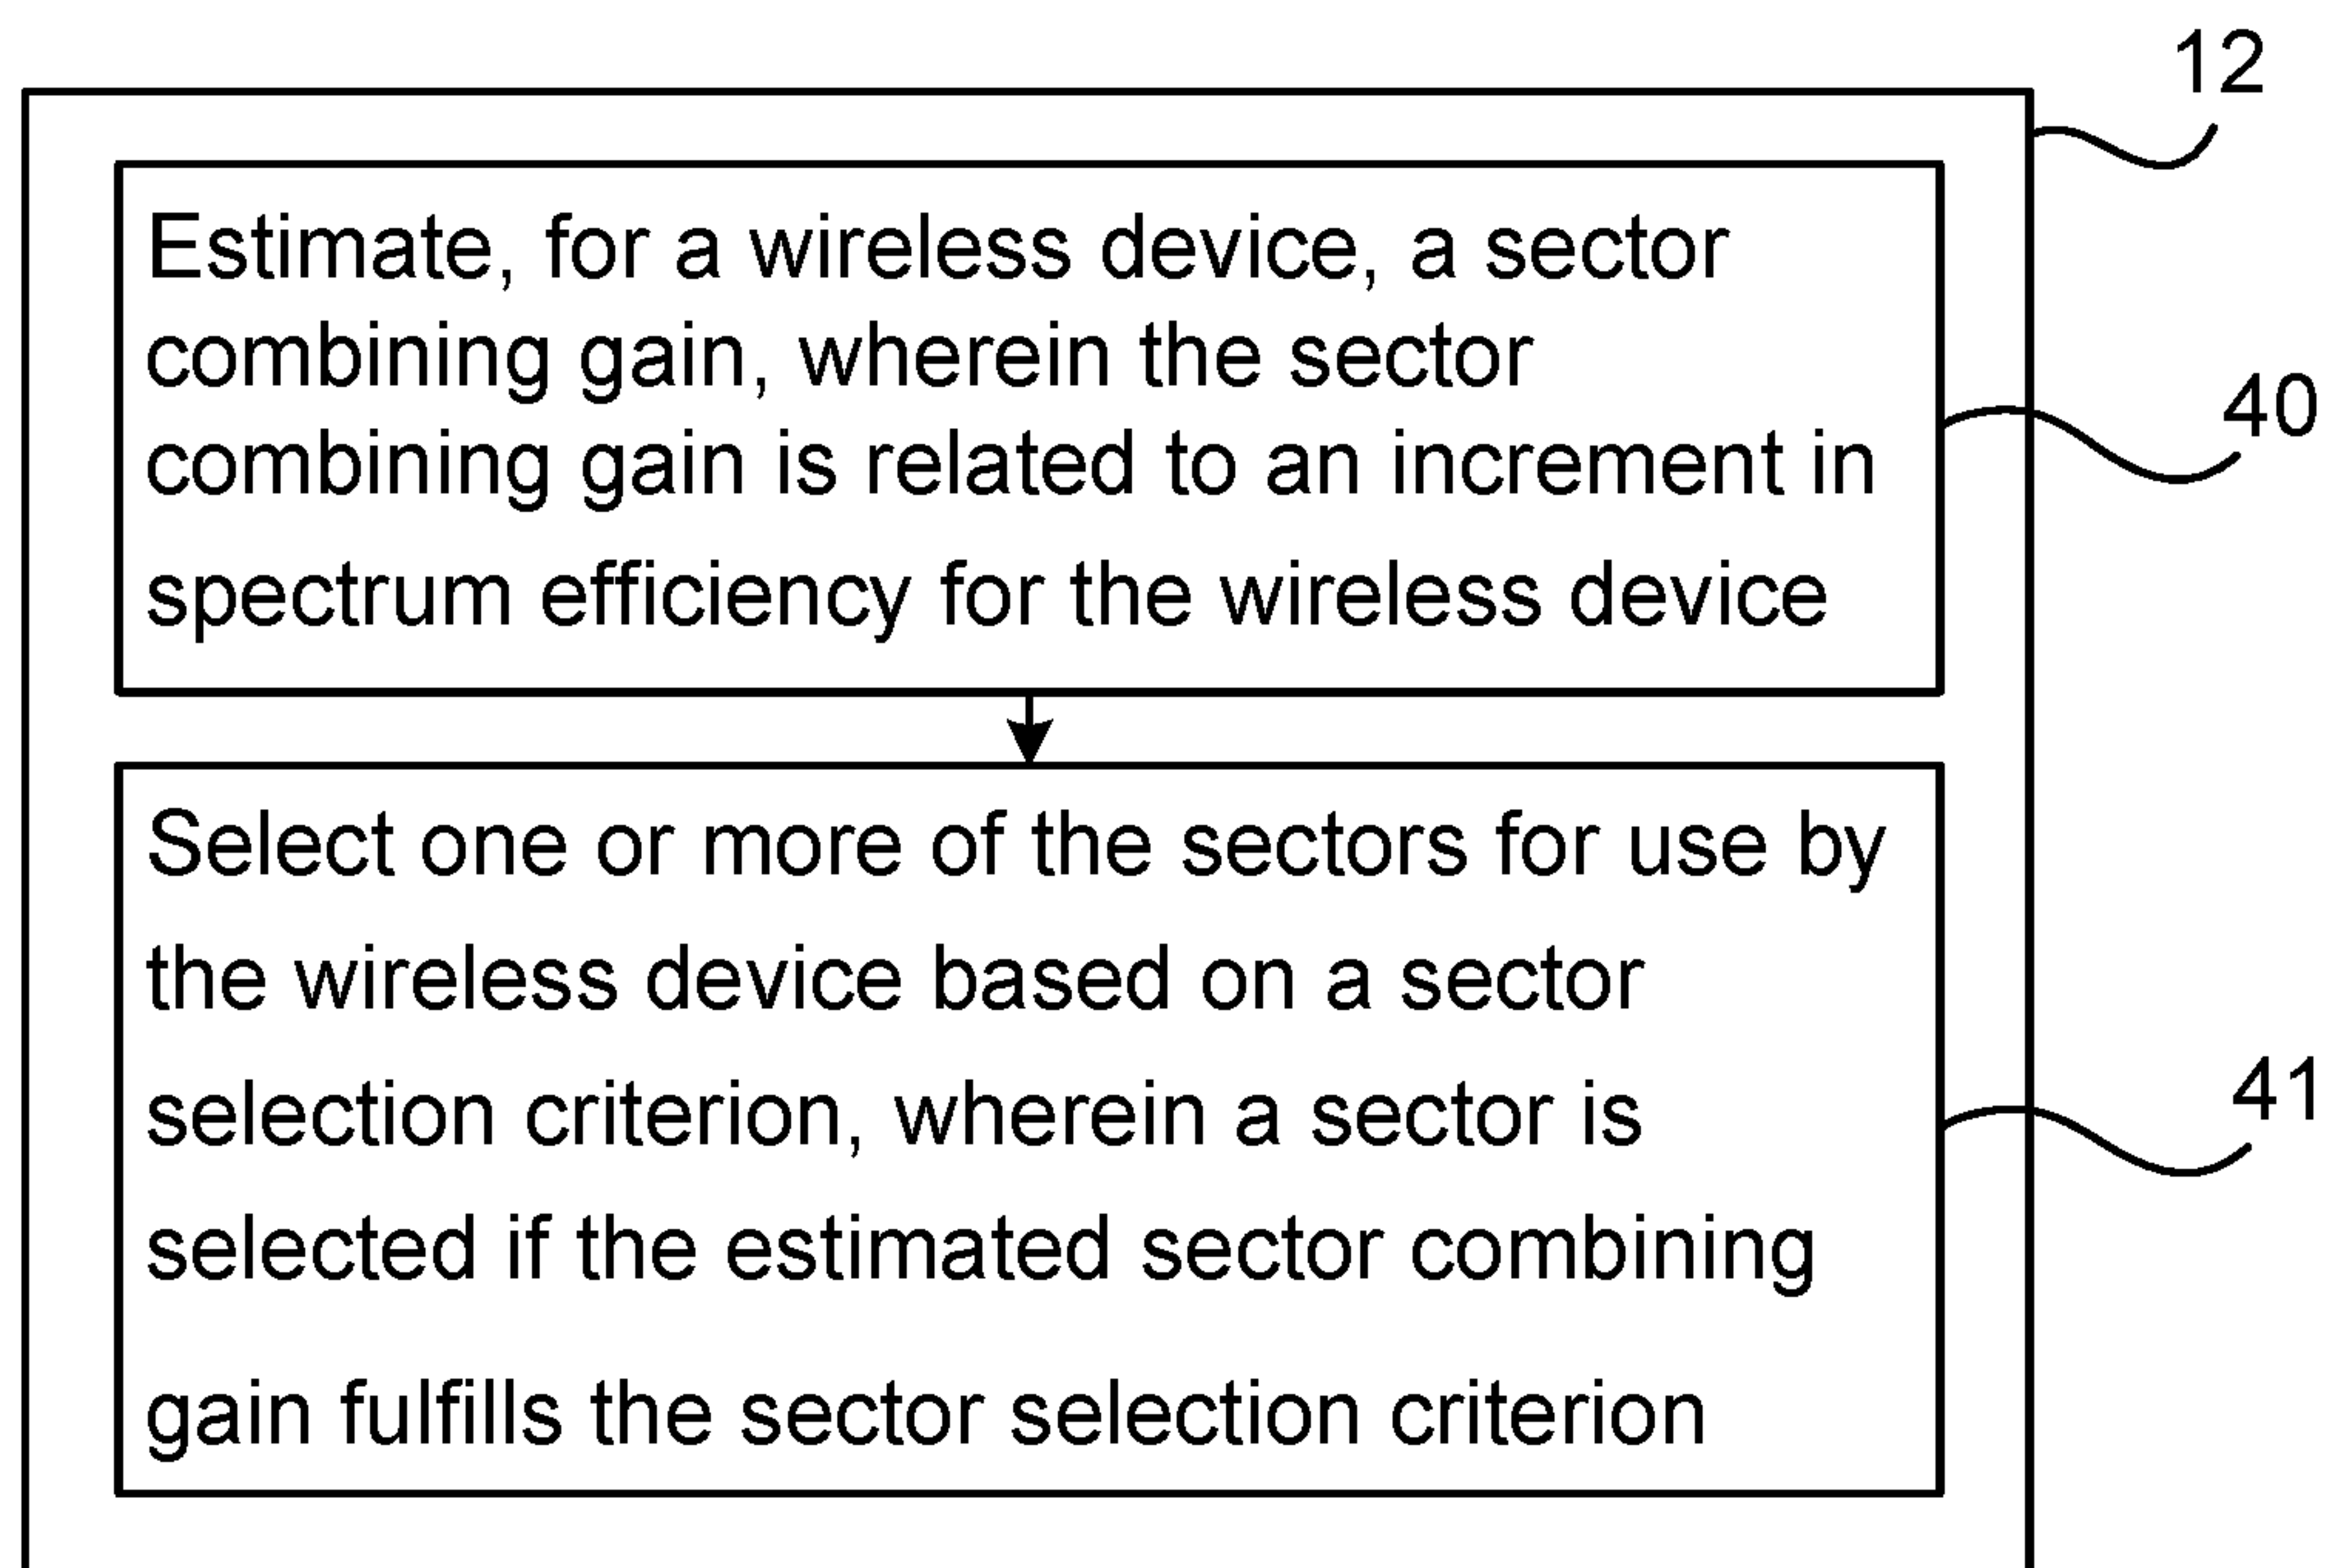 12
Estimate, for a wireless device, a sector
combining gain, wherein the sector
combining gain is related to an increment in
spectrum efficiency for the wireless device
40
Select one or more of the sectors for use by
the wireless device based on a sector
selection criterion, wherein a sector is
selected if the estimated sector combining
gain fulfills the sector selection criterion
41